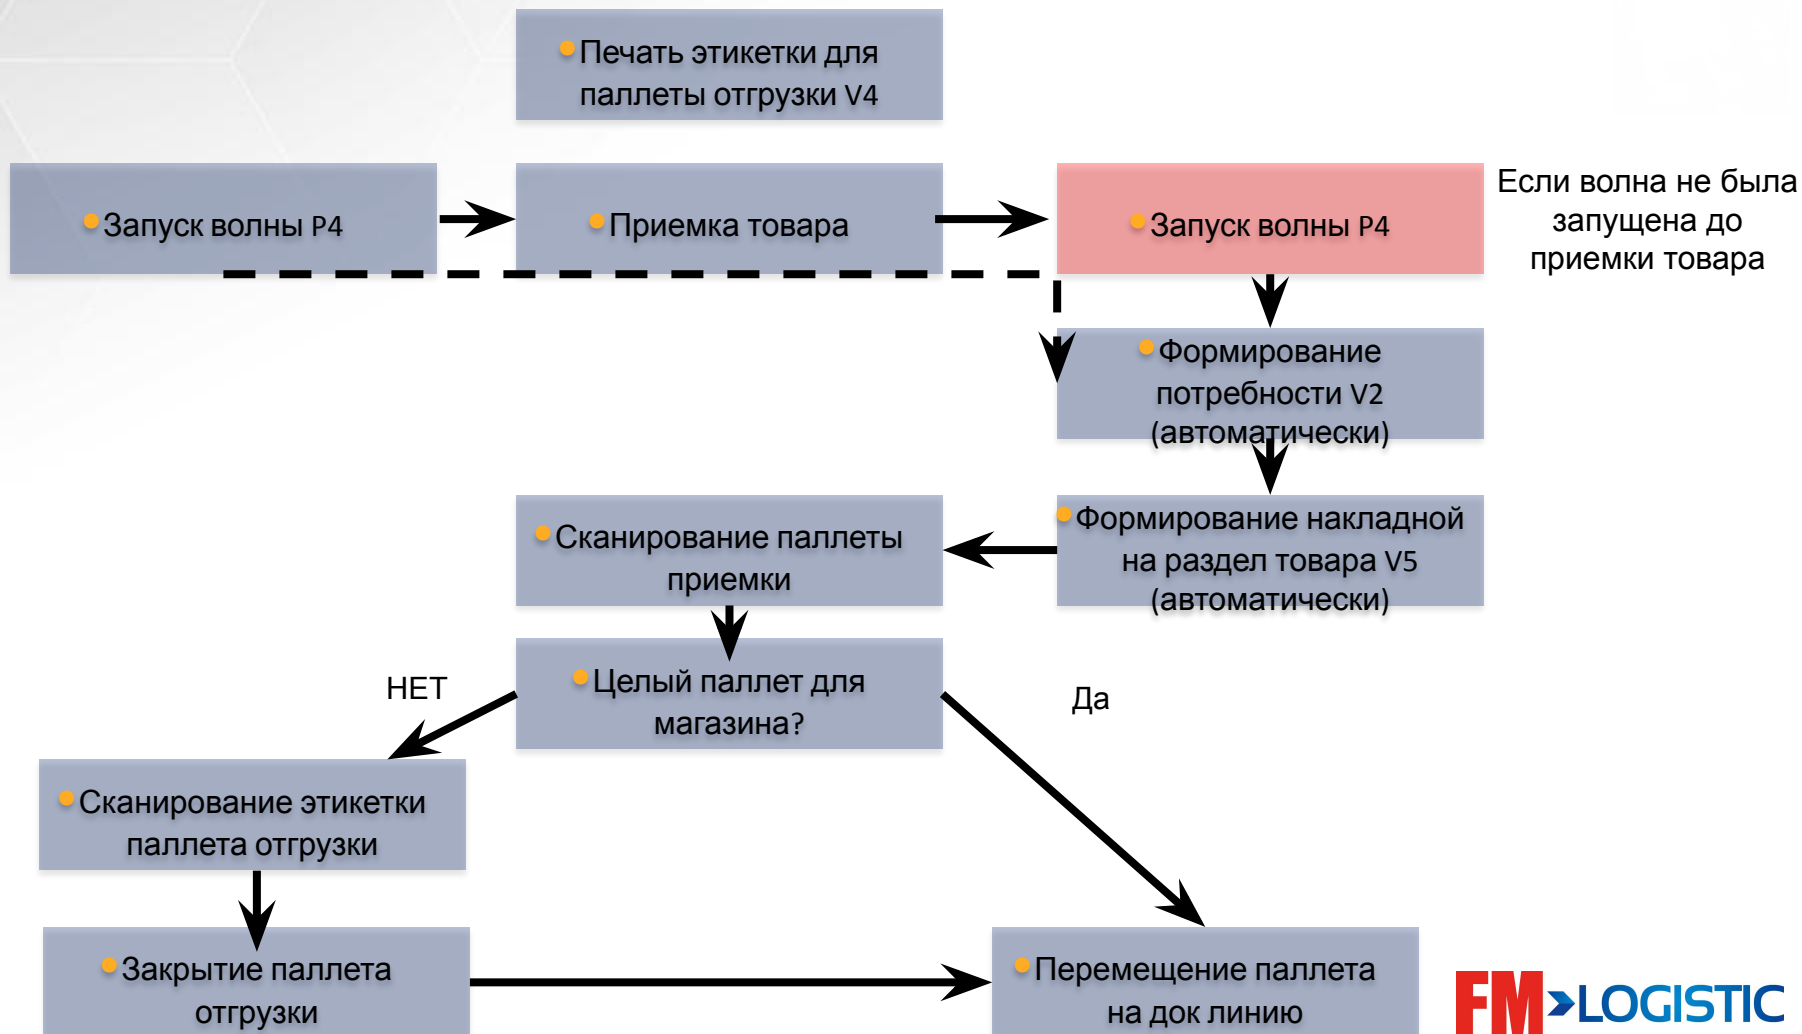 Печать этикетки для
паллеты отгрузки V4
Запуск волны P4
Приемка товара
Запуск волны P4
Если волна не была
запущена до
приемки товара
Формирование
потребности V2
(автоматически)
Формирование накладной
на раздел товара V5
(автоматически)
Сканирование паллеты
приемки
Целый паллет для
магазина?
НЕТ
Да
Сканирование этикетки
паллета отгрузки
Закрытие паллета
отгрузки
Перемещение паллета
на док линию
FM LOGISTIC